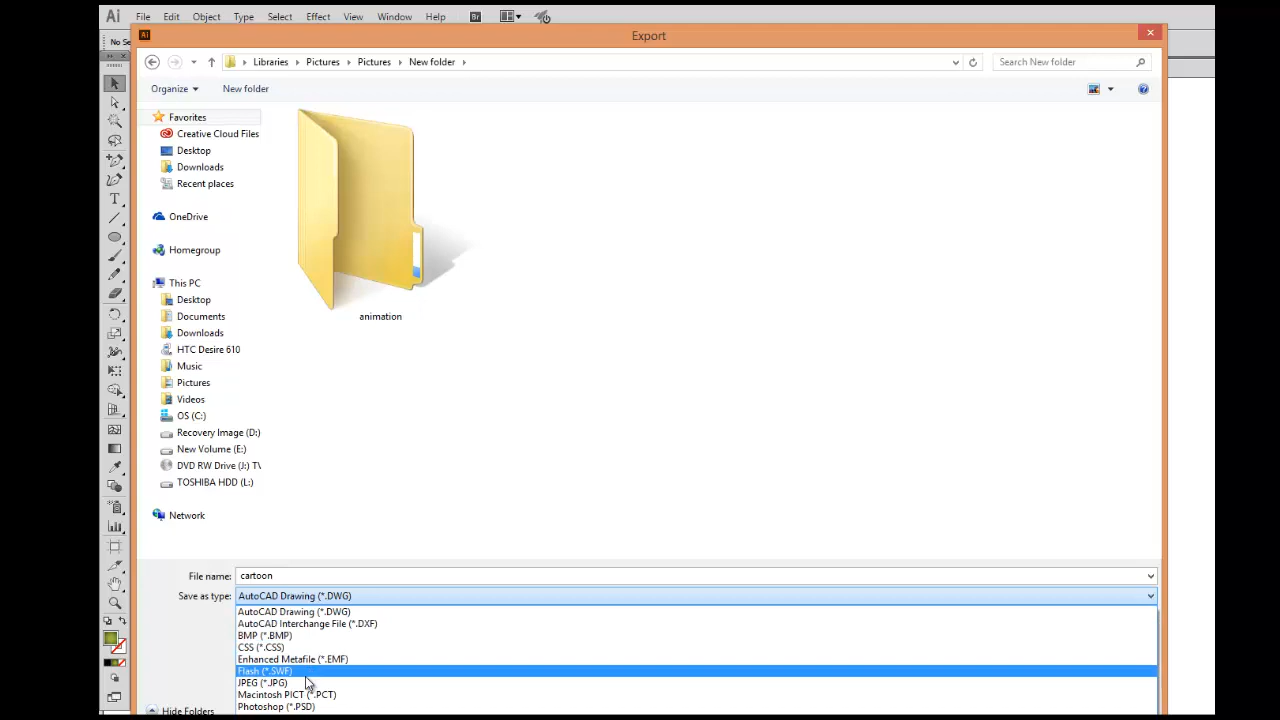 Ai File Edit Object Type Select Effect View Window Help Br
Ai Export
No Se
Libraries Pictures Pictures New folder Search New folder
Organize New folder
Favorites
Creative Cloud Files
Desktop
Downloads
Recent places
OneDrive
Homegroup
This PC
Desktop
Documents
Downloads
HTC Desire 610
Music
Pictures
Videos
OS (C:)
Recovery Image (D:)
New Volume (E:)
DVD RW Drive (J:) T\
TOSHIBA HDD (L:)
Network
animation
File name: cartoon
Save as type: AutoCAD Drawing (*.DWG)
AutoCAD Drawing (*.DWG)
AutoCAD Interchange File (*.DXF)
BMP (*.BMP)
CSS (*.CSS)
Enhanced Metafile (*.EMF)
Flash (*.SWF)
JPEG (*.JPG)
Macintosh PICT (*.PCT)
Photoshop (*.PSD)
Hide Folders